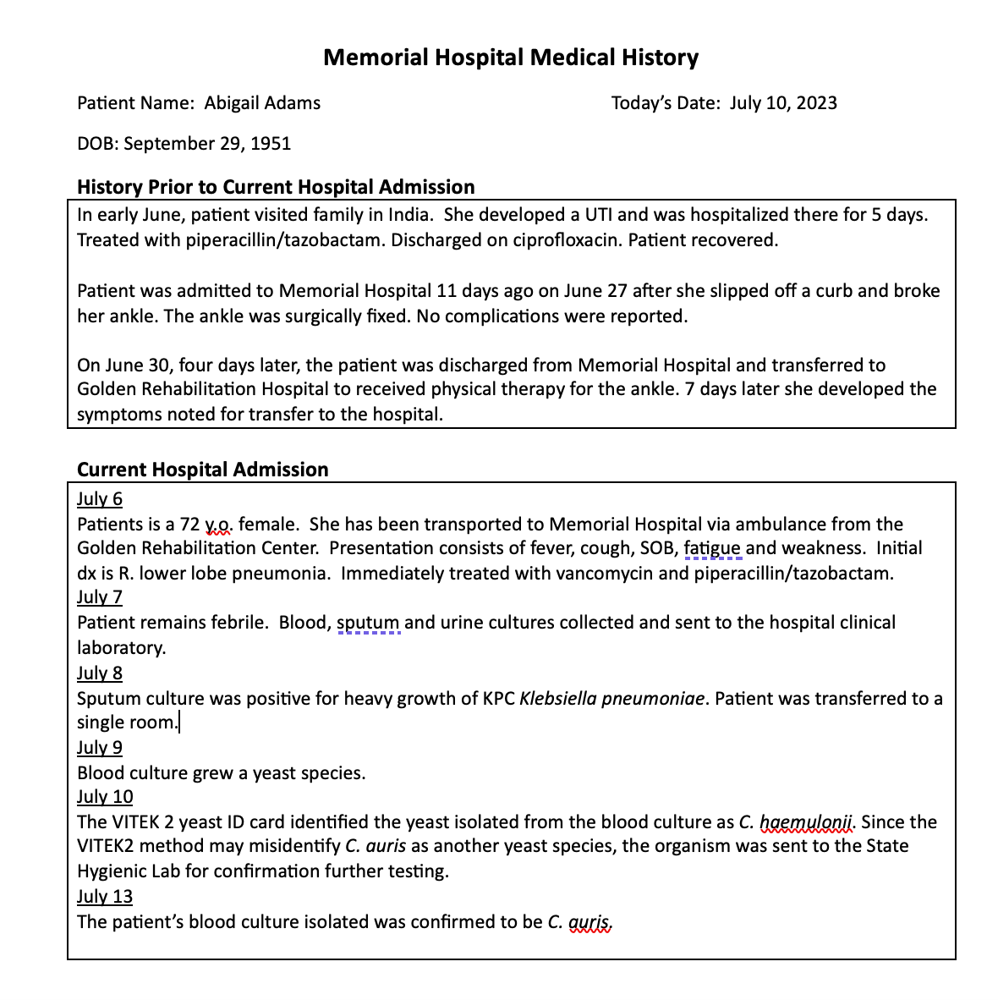 Memorial Hospital Medical History
Patient Name: Abigail Adams Today's Date: July 10, 2023
DOB: September 29, 1951
History Prior to Current Hospital Admission
In early June, patient visited family in India. She developed a UTI and was hospitalized there for 5 days.
Treated with piperacillin/tazobactam. Discharged on ciprofloxacin. Patient recovered.
Patient was admitted to Memorial Hospital 11 days ago on June 27 after she slipped off a curb and broke
her ankle. The ankle was surgically fixed. No complications were reported.
On June 30, four days later, the patient was discharged from Memorial Hospital and transferred to
Golden Rehabilitation Hospital to received physical therapy for the ankle. 7 days later she developed the
symptoms noted for transfer to the hospital.
Current Hospital Admission
July 6
Patients is a 72 y.o. female. She has been transported to Memorial Hospital via ambulance from the
Golden Rehabilitation Center. Presentation consists of fever, cough, SOB, fatigue and weakness. Initial
dx is R. lower lobe pneumonia. Immediately treated with vancomycin and piperacillin/tazobactam.
July 7
Patient remains febrile. Blood, sputum and urine cultures collected and sent to the hospital clinical
laboratory.
July 8
Sputum culture was positive for heavy growth of KPC Klebsiella pneumoniae. Patient was transferred to a
single room.
July 9
Blood culture grew a yeast species.
July 10
The VITEK 2 yeast ID card identified the yeast isolated from the blood culture as C. haemulonii. Since the
VITEK2 method may misidentify C. auris as another yeast species, the organism was sent to the State
Hygienic Lab for confirmation further testing.
July 13
The patient's blood culture isolated was confirmed to be C. auris.